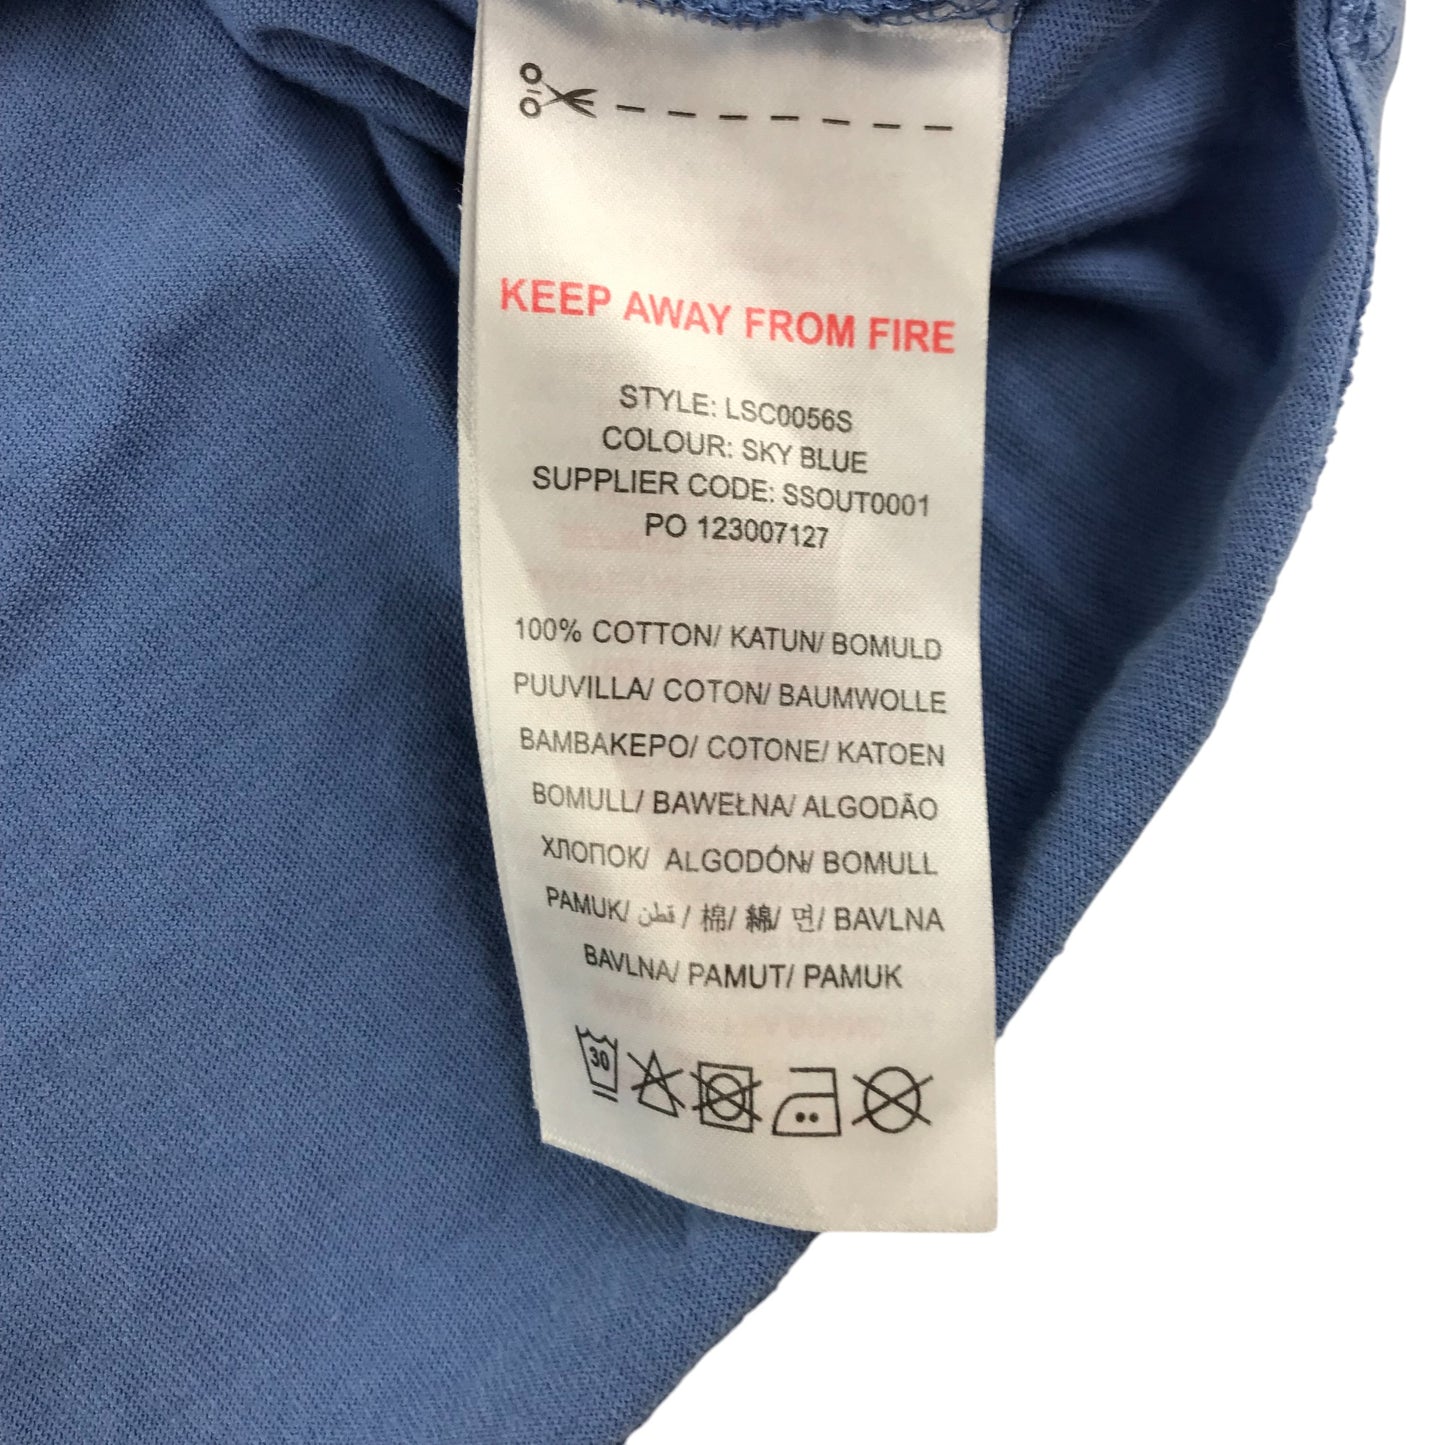 KEEP AWAY FROM FIRE
STYLE: LSC0056S
COLOUR: SKY BLUE
SUPPLIER CODE: SSOUT0001
PO 123007127
100% COTTON/ KATUN/ BOMULD
PUUVILLA/ COTON/ BAUMWOLLE
BAMBAKEPO/ COTONE/ KATOEN
BOMULL/ BAWEŁNA/ ALGODÃO
ХЛОПОК/ ALGODÓN/ BOMULL
PAMUK/ قطن / 棉/ 綿/ 면/ BAVLNA
BAVLNA/ PAMUT/ PAMUK
30